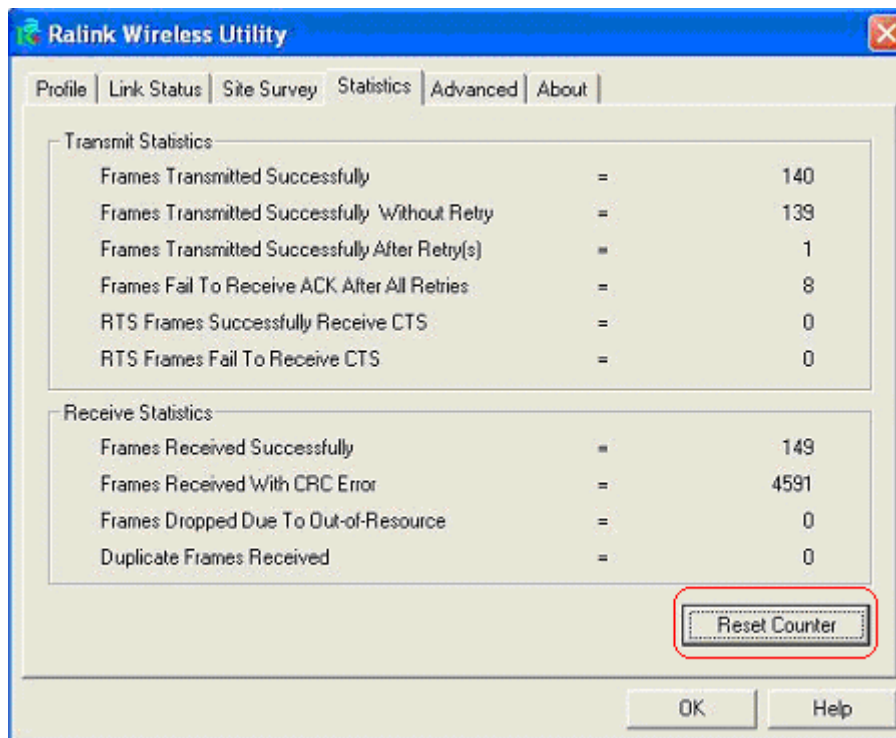 Ralink Wireless Utility
Profile Link Status Site Survey Statistics Advanced About
Transmit Statistics
Frames Transmitted Successfully = 140
Frames Transmitted Successfully Without Retry = 139
Frames Transmitted Successfully After Retry(s) = 1
Frames Fail To Receive ACK After All Retries = 8
RTS Frames Successfully Receive CTS = 0
RTS Frames Fail To Receive CTS = 0
Receive Statistics
Frames Received Successfully = 149
Frames Received With CRC Error = 4591
Frames Dropped Due To Out-of-Resource = 0
Duplicate Frames Received = 0
Reset Counter
OK Help